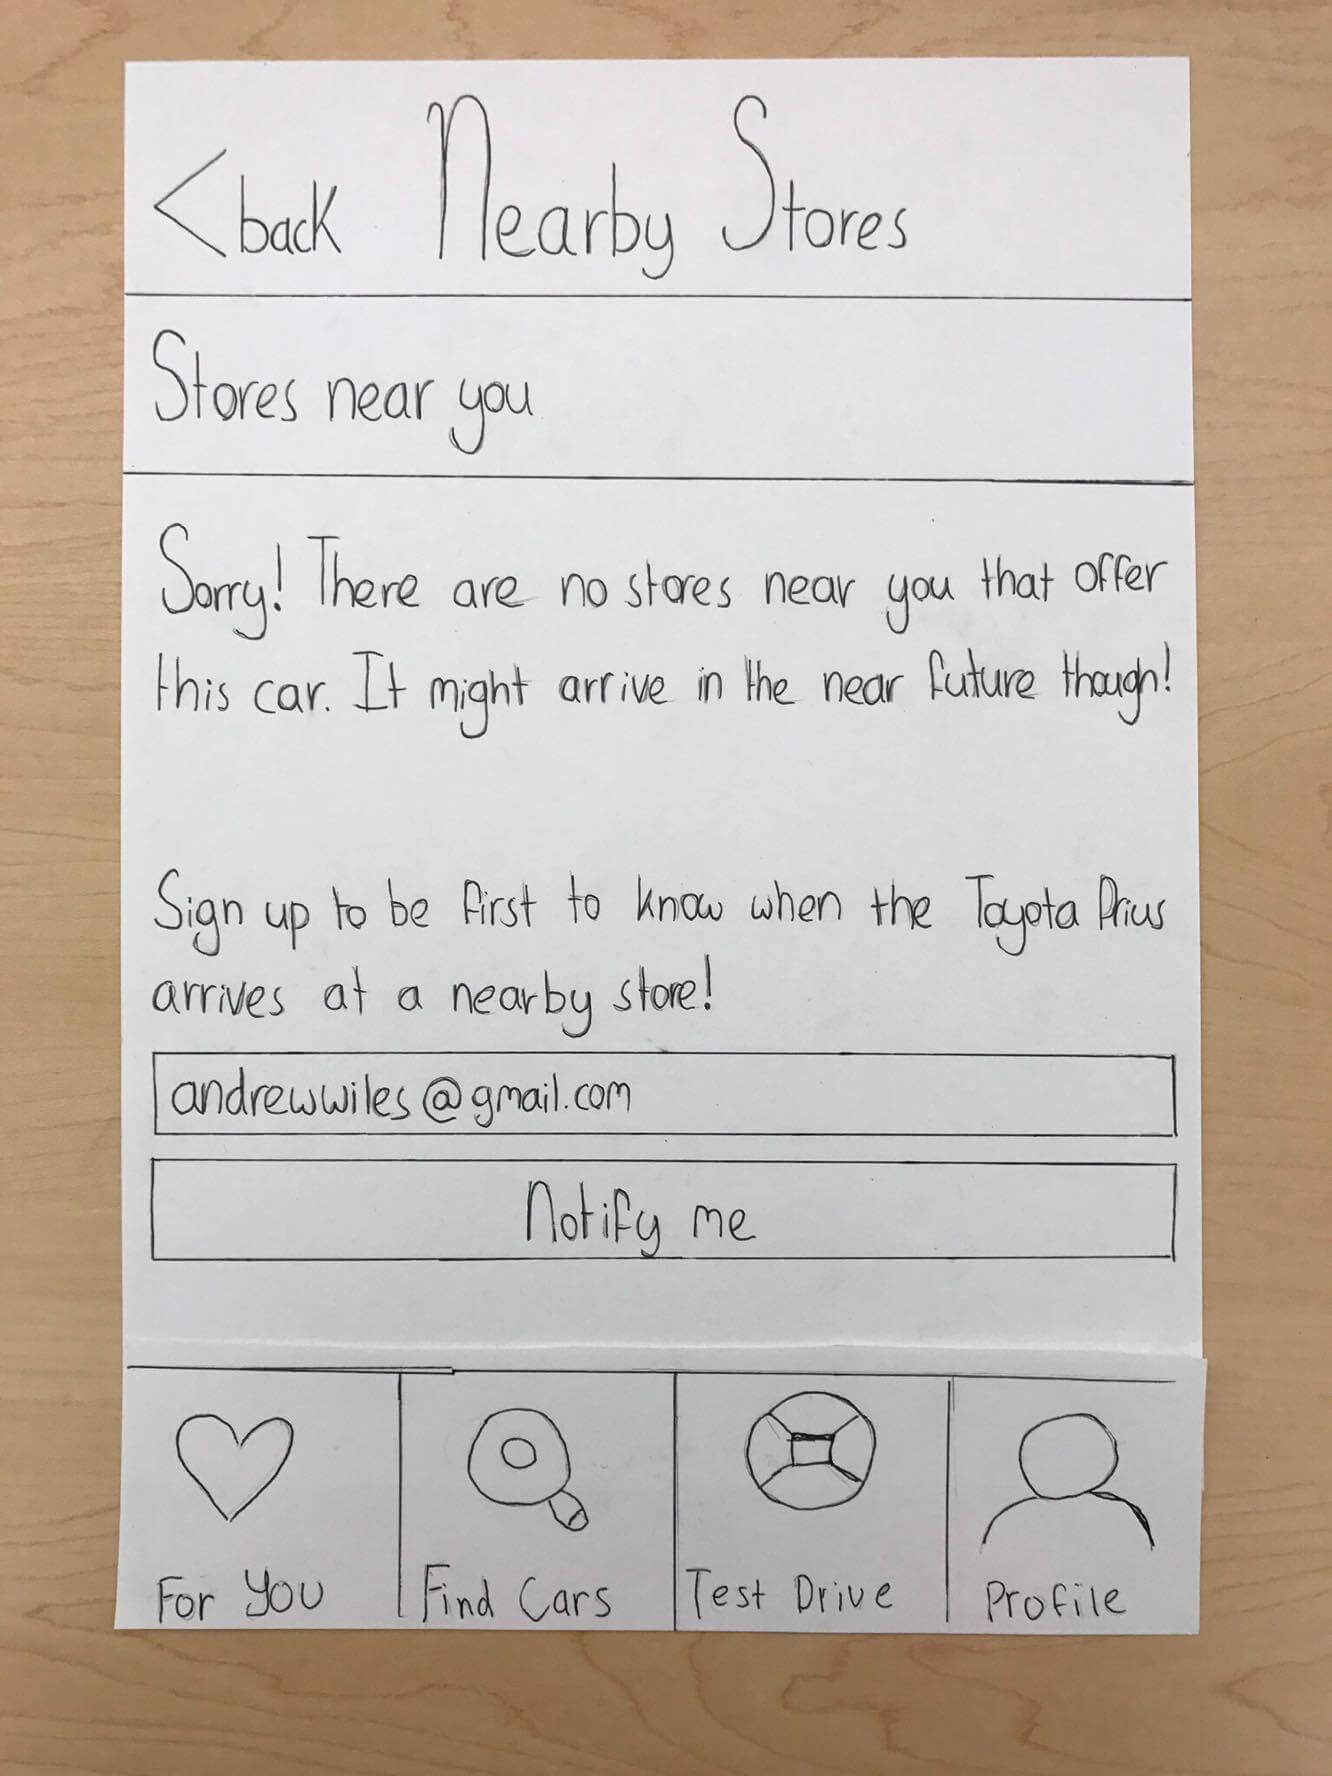 < back Nearby Stores
Stores near you
Sorry! There are no stores near you that offer
this car. It might arrive in the near future though!
Sign up to be first to know when the Toyota Prius
arrives at a nearby store!
andrewwiles@gmail.com
Notify me
For You Find Cars Test Drive Profile